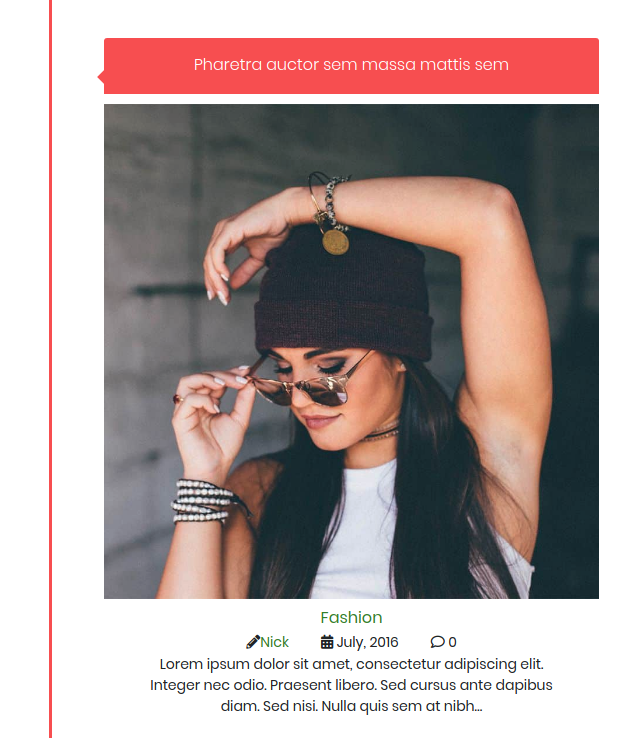 Pharetra auctor sem massa mattis sem
Fashion
Nick July, 2016 0
Lorem ipsum dolor sit amet, consectetur adipiscing elit.
Integer nec odio. Praesent libero. Sed cursus ante dapibus
diam. Sed nisi. Nulla quis sem at nibh...